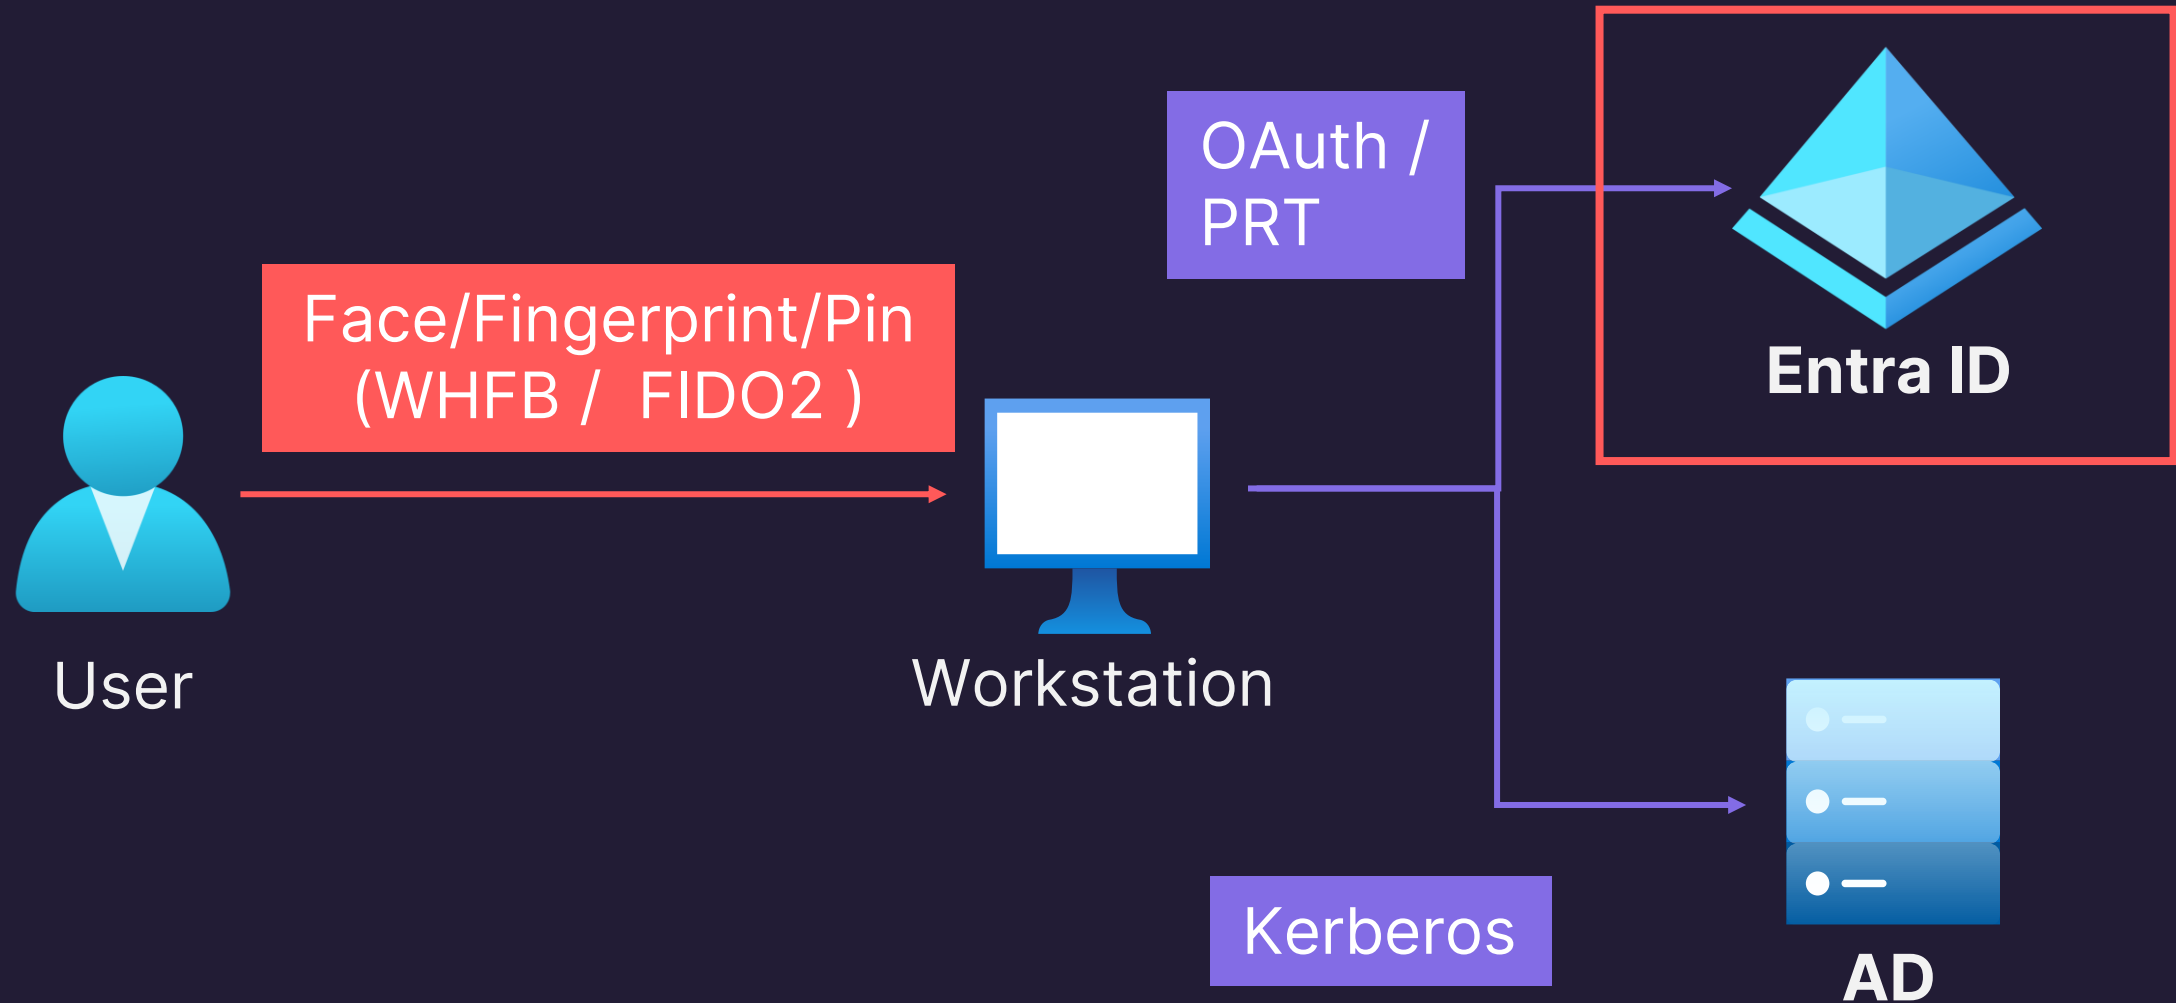 OAuth /
PRT
Entra ID
Face/Fingerprint/Pin
(WHFB / FIDO2 )
User
Workstation
Kerberos
AD